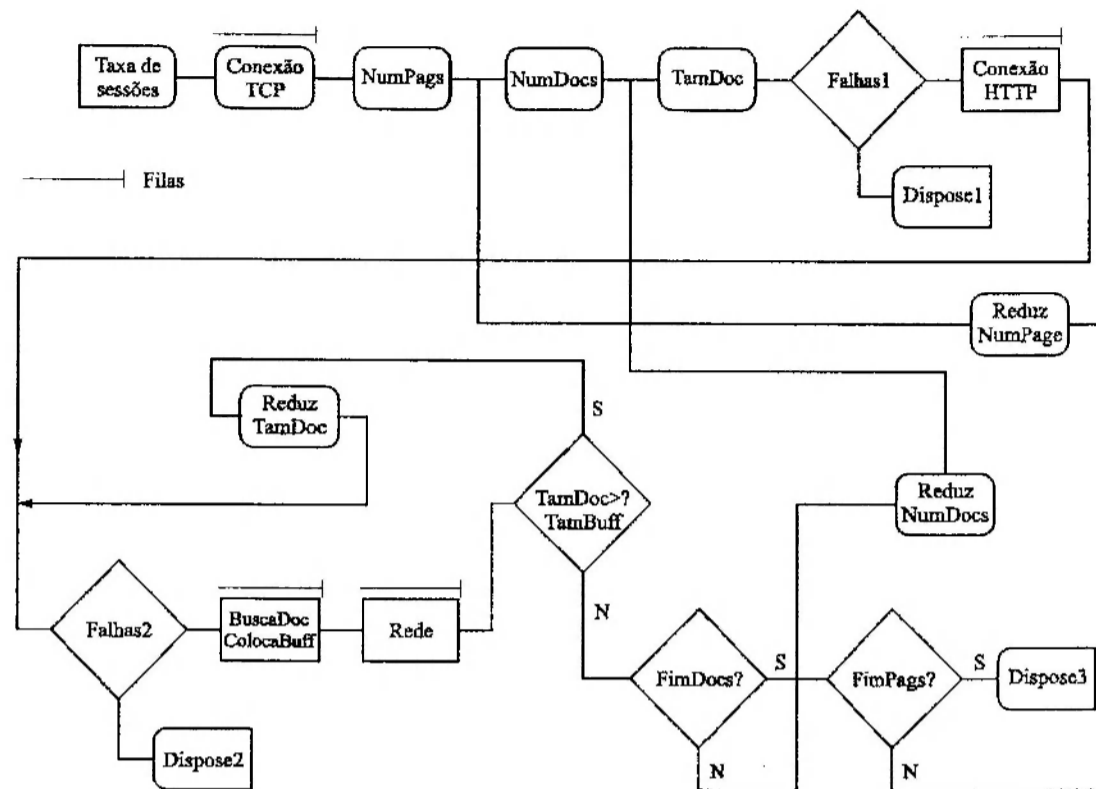 Taxa de
sessões
Conexão
TCP
NumPags
NumDocs
TamDoc
Falhas1
Conexão
HTTP
Filas
Dispose1
Reduz
NumPage
Reduz
TamDoc
S
TamDoc>?
TamBuff
Reduz
NumDocs
Falhas2
BuscaDoc
ColocaBuff
Rede
N
FimDocs?
S
FimPags?
S
Dispose3
Dispose2
N
N